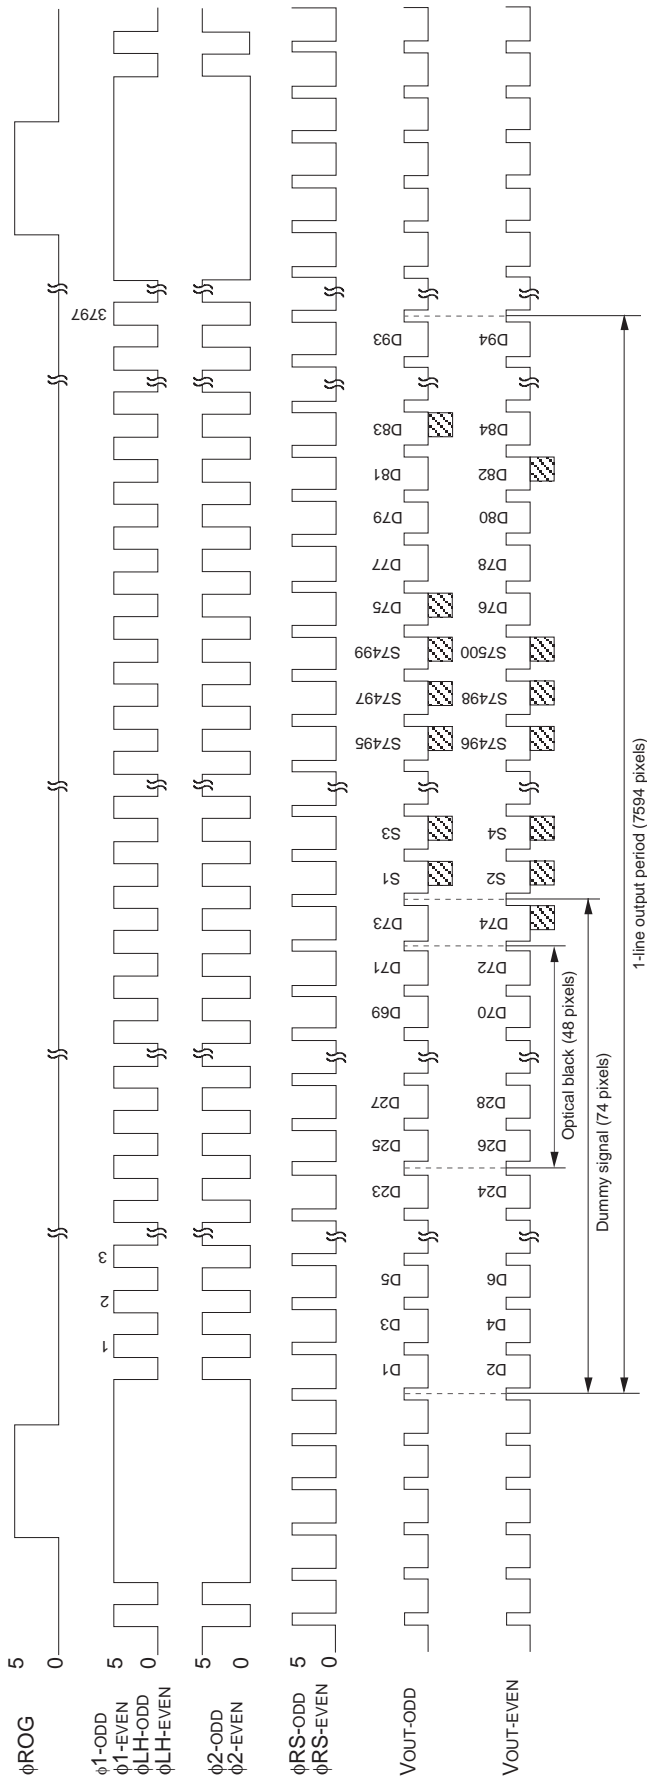 φROG
5
0
φ1-ODD
φ1-EVEN
φLH-ODD
φLH-EVEN
5
0
1
2
3
3797
φ2-ODD
φ2-EVEN
5
0
φRS-ODD
φRS-EVEN
5
0
VOUT-ODD
D1
D3
D5
D23
D25
D27
D69
D71
D73
S1
S3
S7495
S7497
S7499
D75
D77
D79
D81
D83
D93
VOUT-EVEN
D2
D4
D6
D24
D26
D28
D70
D72
D74
S2
S4
S7496
S7498
S7500
D76
D78
D80
D82
D84
D94
Optical black (48 pixels)
Dummy signal (74 pixels)
1-line output period (7594 pixels)